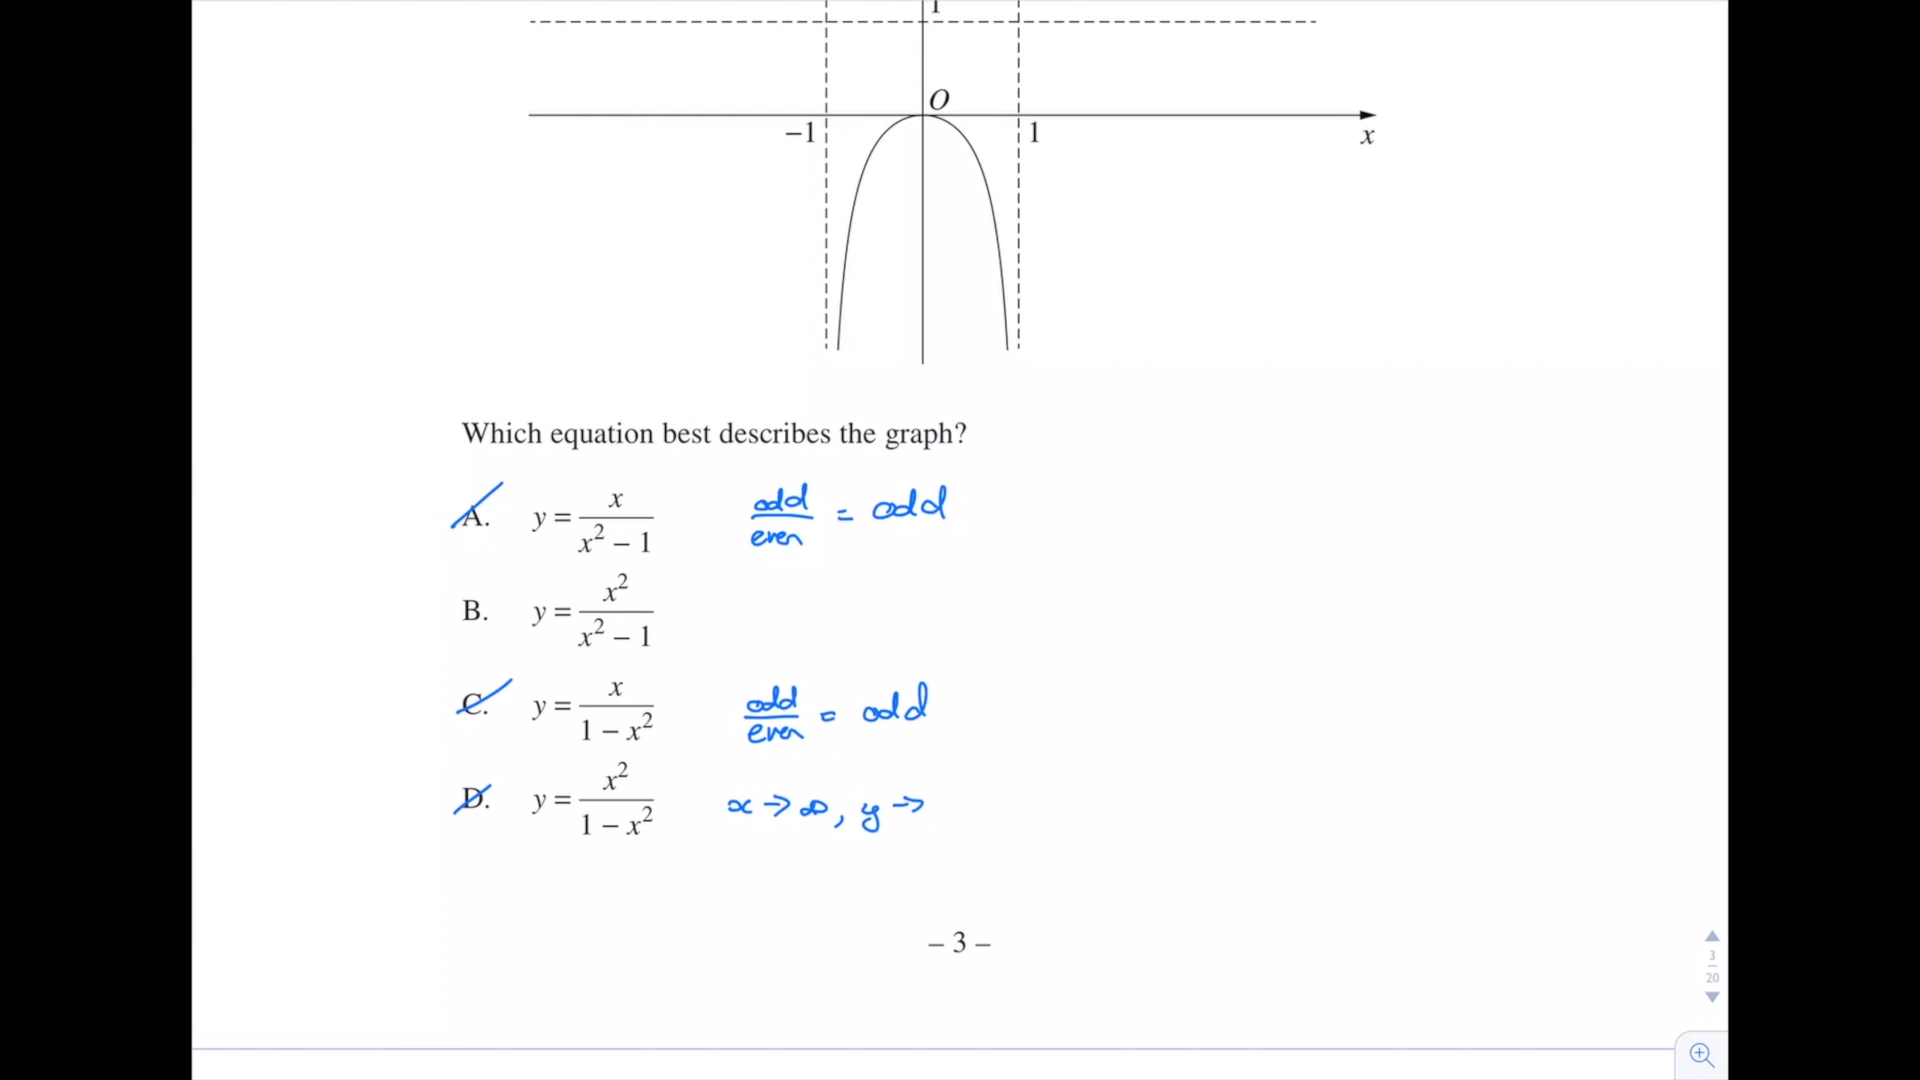 1
O
−1
1
x
Which equation best describes the graph?
A. y = x / (x² − 1) odd/even = odd
B. y = x² / (x² − 1)
C. y = x / (1 − x²) odd/even = odd
D. y = x² / (1 − x²) x → ∞, y →
– 3 –
3
20